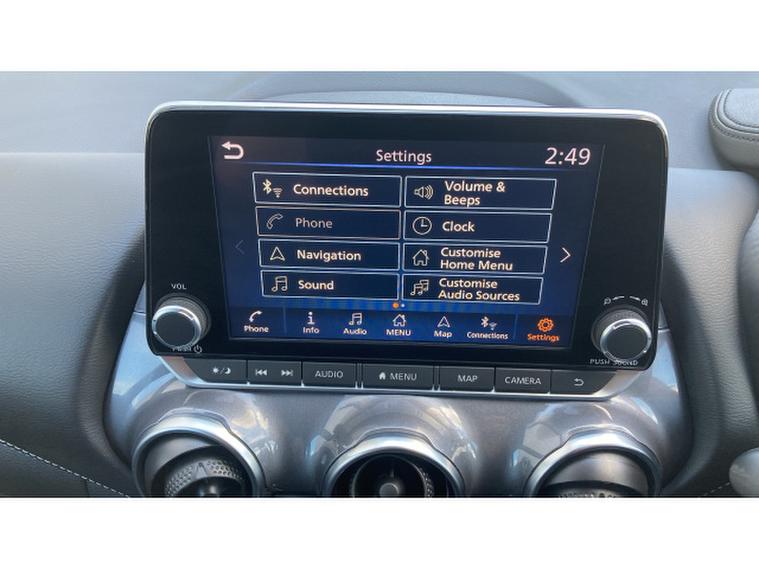 Settings 2:49
Connections
Volume &
Beeps
Phone
Clock
Navigation
Customise
Home Menu
Sound
Customise
Audio Sources
Phone Info Audio MENU Map Connections Settings
VOL
PUSH
PUSH SOUND
AUDIO MENU MAP CAMERA